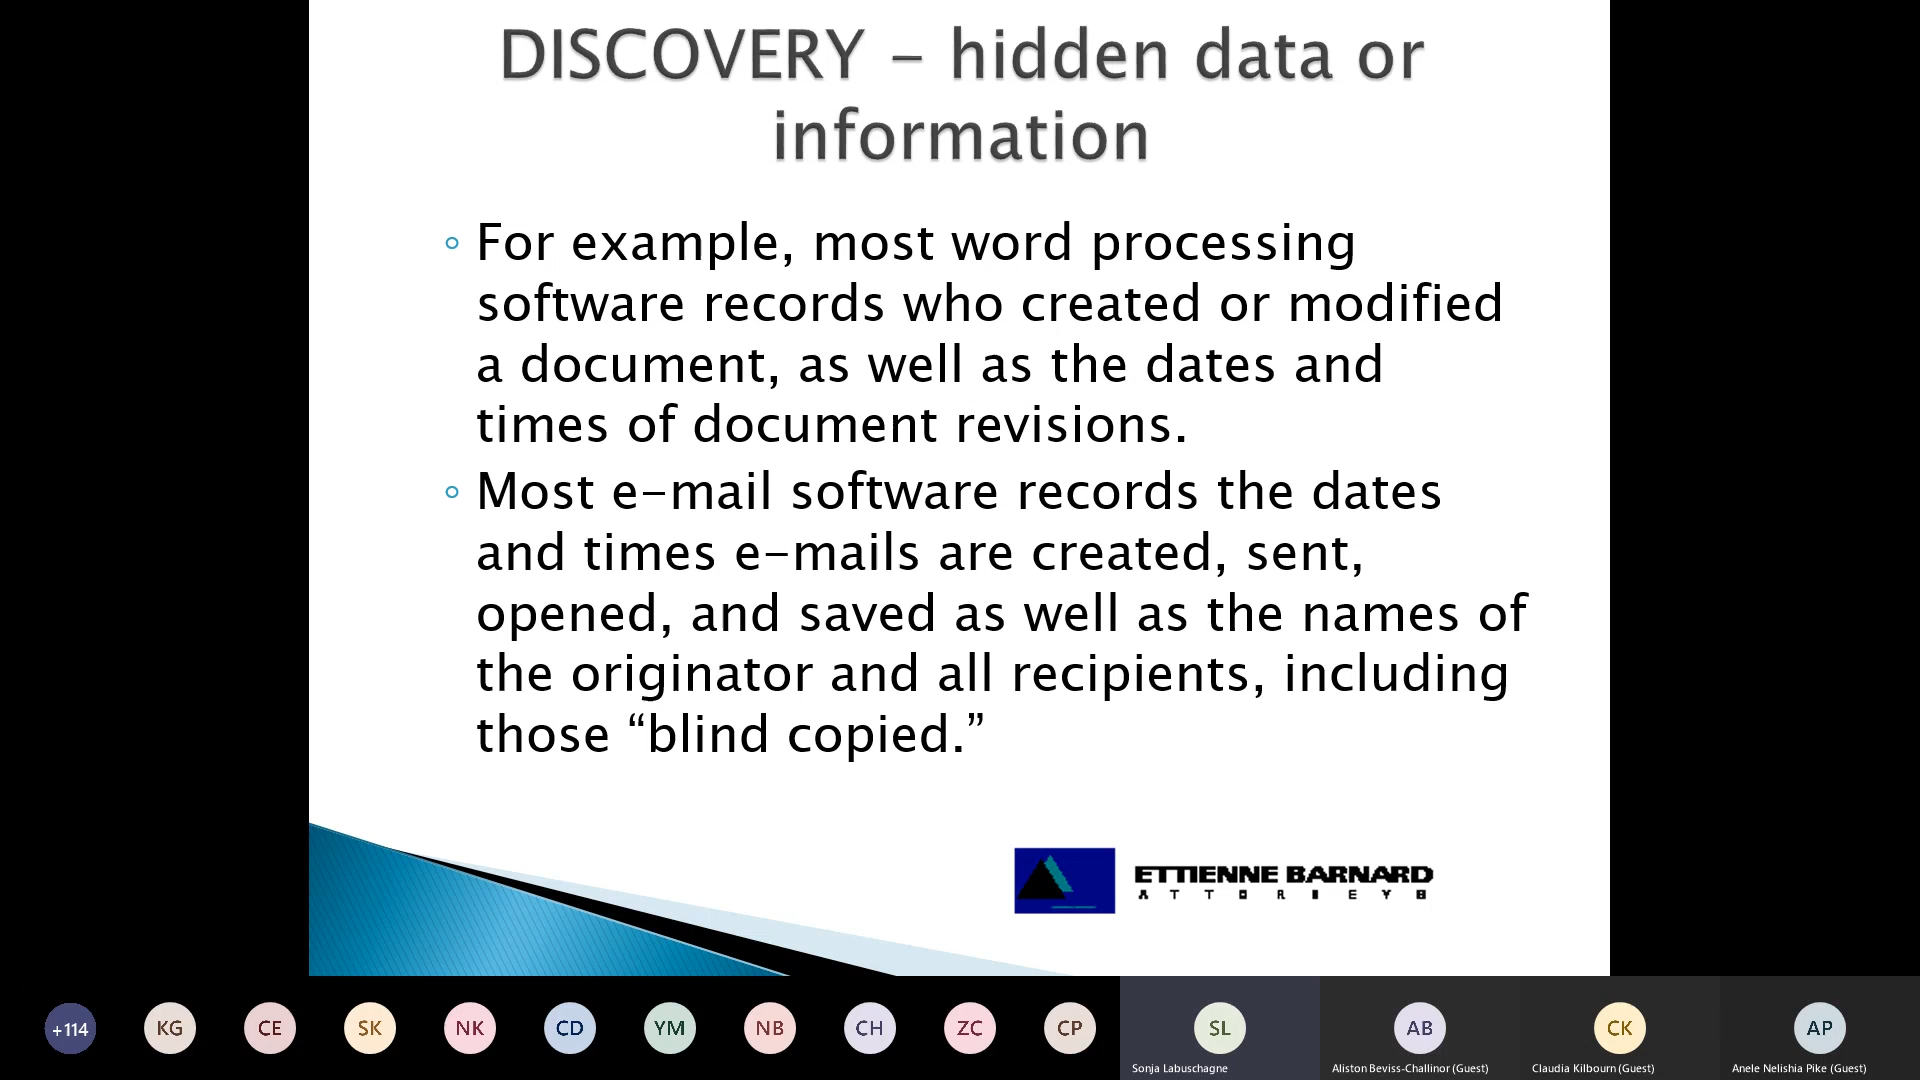 DISCOVERY – hidden data or
information
◦ For example, most word processing
software records who created or modified
a document, as well as the dates and
times of document revisions.
◦ Most e-mail software records the dates
and times e-mails are created, sent,
opened, and saved as well as the names of
the originator and all recipients, including
those “blind copied.”
ETTIENNE BARNARD
ATTORNEYS
+114 KG CE SK NK CD YM NB CH ZC CP SL AB CK AP
Sonja Labuschagne Aliston Beviss-Challinor (Guest) Claudia Kilbourn (Guest) Anele Nelishia Pike (Guest)